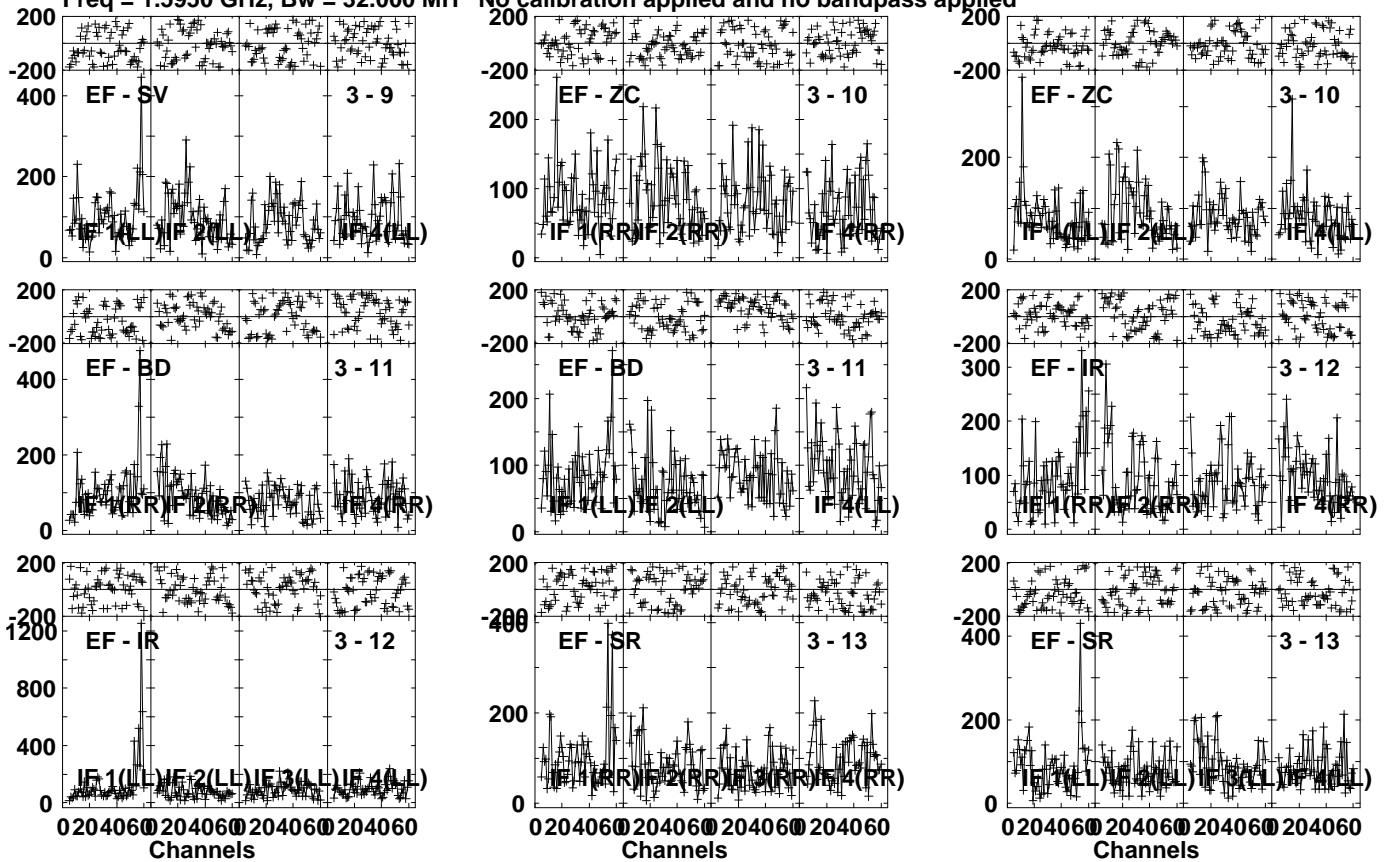 Freq = 1.5950 GHz, Bw = 32.000 MH No calibration applied and no bandpass applied
200 200 200
-200 -200 -200
EF - SV 3 - 9 EF - ZC 3 - 10 EF - ZC 3 - 10
400 200 200
200 100
0 0 0
IF 1(LL) IF 2(LL) IF 4(LL) IF 1(RR) IF 2(RR) IF 4(RR) IF 1(LL) IF 2(LL) IF 4(LL)
200 200 200
-200 -200 -200
EF - BD 3 - 11 EF - BD 3 - 11 EF - IR 3 - 12
400 200 300
200 100 200
100
0 0 0
IF 1(RR) IF 2(RR) IF 4(RR) IF 1(LL) IF 2(LL) IF 4(LL) IF 1(RR) IF 2(RR) IF 4(RR)
200 200 200
-200 -200 -200
EF - IR 3 - 12 EF - SR 3 - 13 EF - SR 3 - 13
1200 400 400
800 200 200
400
0 0 0
IF 1(LL) IF 2(LL) IF 3(LL) IF 4(LL) IF 1(RR) IF 2(RR) IF 3(RR) IF 4(RR) IF 1(LL) IF 2(LL) IF 3(LL) IF 4(LL)
0 20 40 60 0 20 40 60 0 20 40 60 0 20 40 60 0 20 40 60 0 20 40 60 0 20 40 60 0 20 40 60 0 20 40 60 0 20 40 60 0 20 40 60 0 20 40 60
Channels Channels Channels